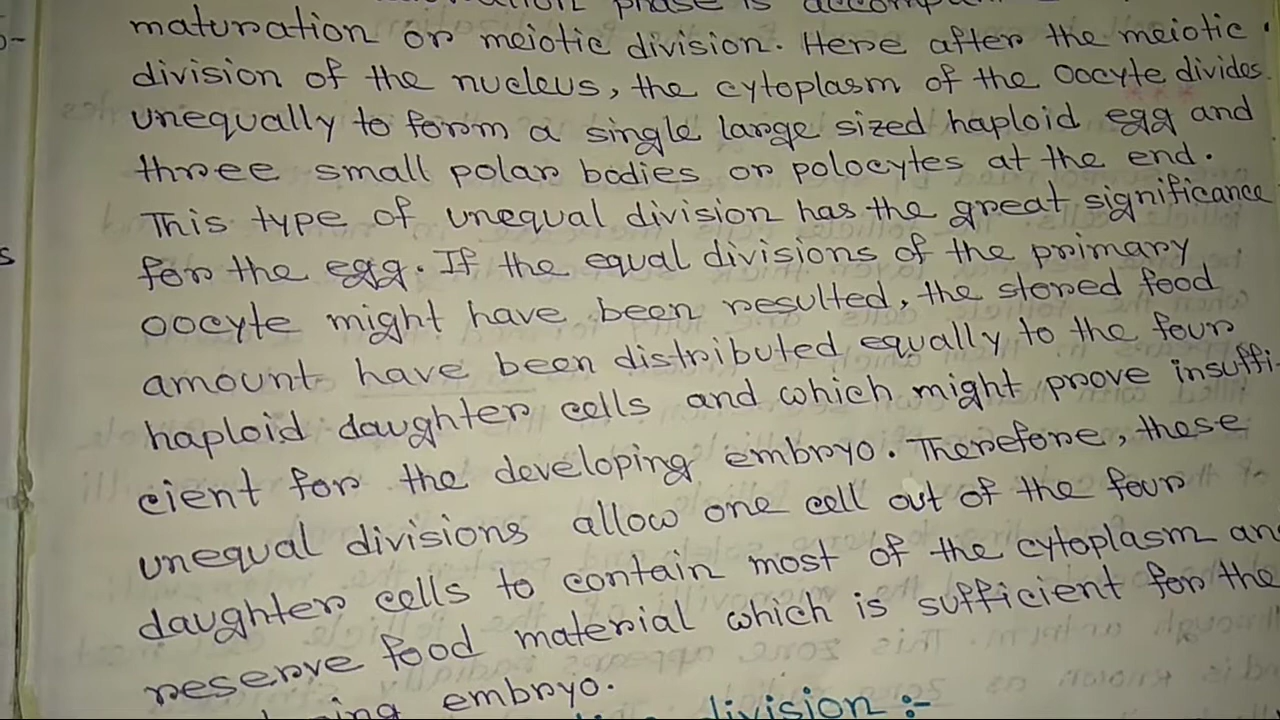 phase is
maturation or meiotic division. Here after the meiotic
division of the nucleus, the cytoplasm of the oocyte divides
unequally to form a single large sized haploid egg and
three small polar bodies or polocytes at the end.
This type of unequal division has the great significance
for the egg. If the equal divisions of the primary
oocyte might have been resulted, the stored food
amount have been distributed equally to the four
haploid daughter cells and which might prove insuffi-
cient for the developing embryo. Therefore, these
unequal divisions allow one cell out of the four
daughter cells to contain most of the cytoplasm an
reserve food material which is sufficient for the
embryo.
division :-